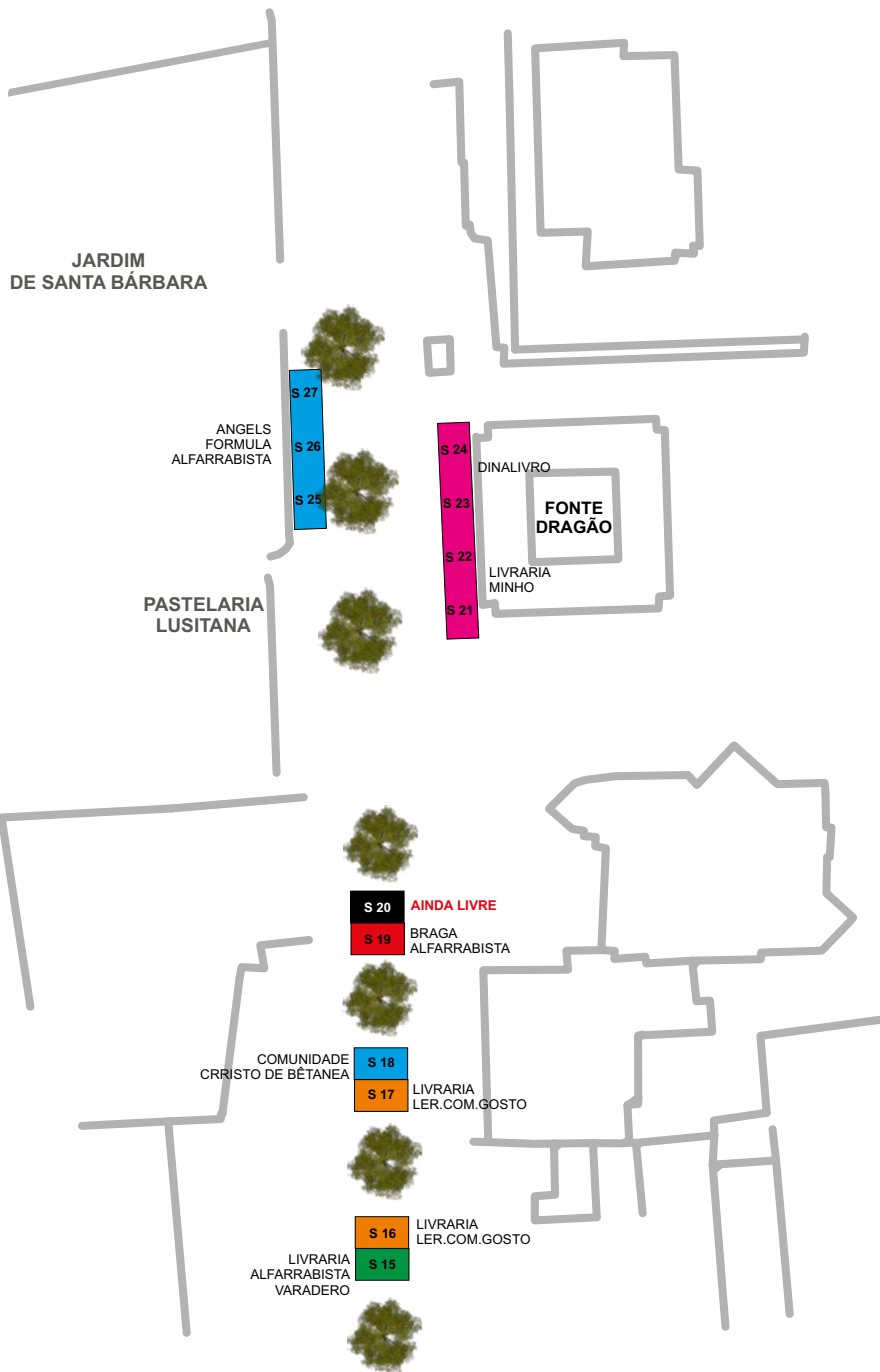 JARDIM
DE SANTA BÁRBARA
S 27
ANGELS
FORMULA
ALFARRABISTA
S 26
S 25
S 24
DINALIVRO
S 23
FONTE
DRAGÃO
S 22
LIVRARIA
MINHO
S 21
PASTELARIA
LUSITANA
S 20
AINDA LIVRE
S 19
BRAGA
ALFARRABISTA
COMUNIDADE
CRRISTO DE BÊTANEA
S 18
S 17
LIVRARIA
LER.COM.GOSTO
S 16
LIVRARIA
LER.COM.GOSTO
LIVRARIA
ALFARRABISTA
VARADERO
S 15